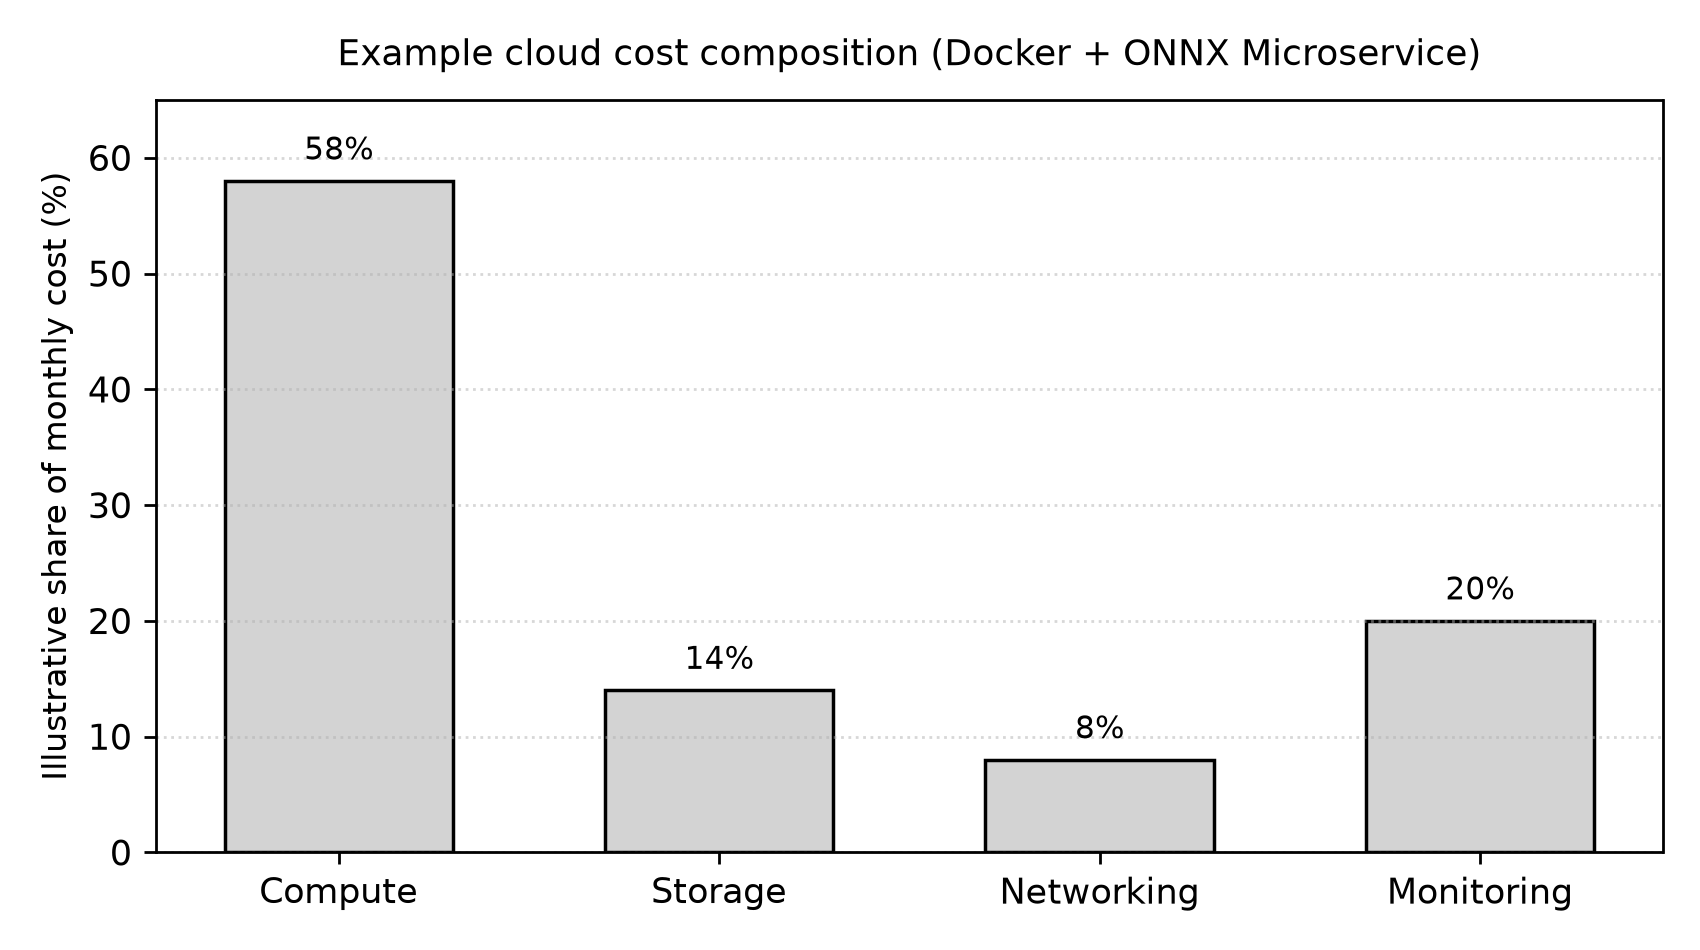 Example cloud cost composition (Docker + ONNX Microservice)
Illustrative share of monthly cost (%)
60
50
40
30
20
10
0
58%
14%
8%
20%
Compute
Storage
Networking
Monitoring